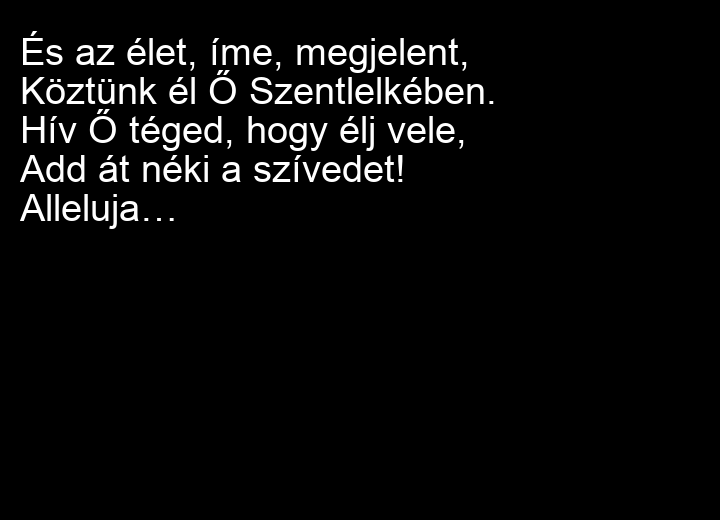 És az élet, íme, megjelent,
Köztünk él Ő Szentlelkében.
Hív Ő téged, hogy élj vele,
Add át néki a szívedet!
Alleluja…